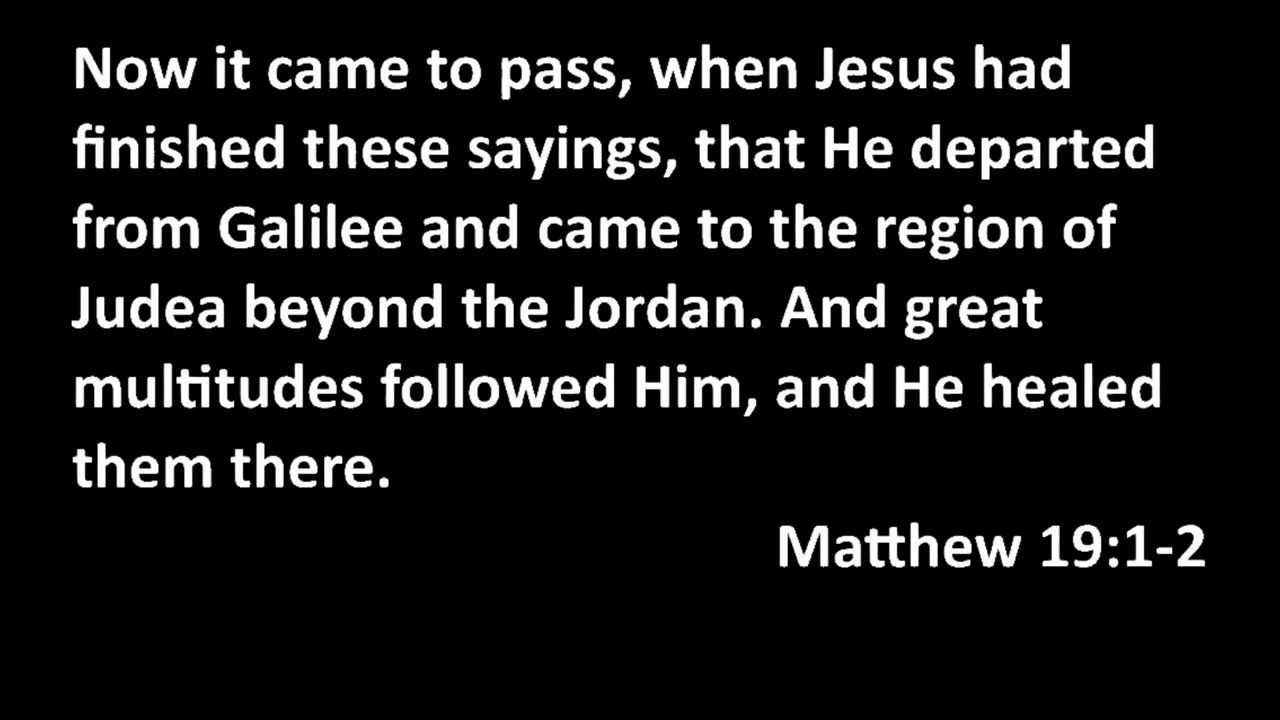 Now it came to pass, when Jesus had
finished these sayings, that He departed
from Galilee and came to the region of
Judea beyond the Jordan. And great
multitudes followed Him, and He healed
them there.
Matthew 19:1-2